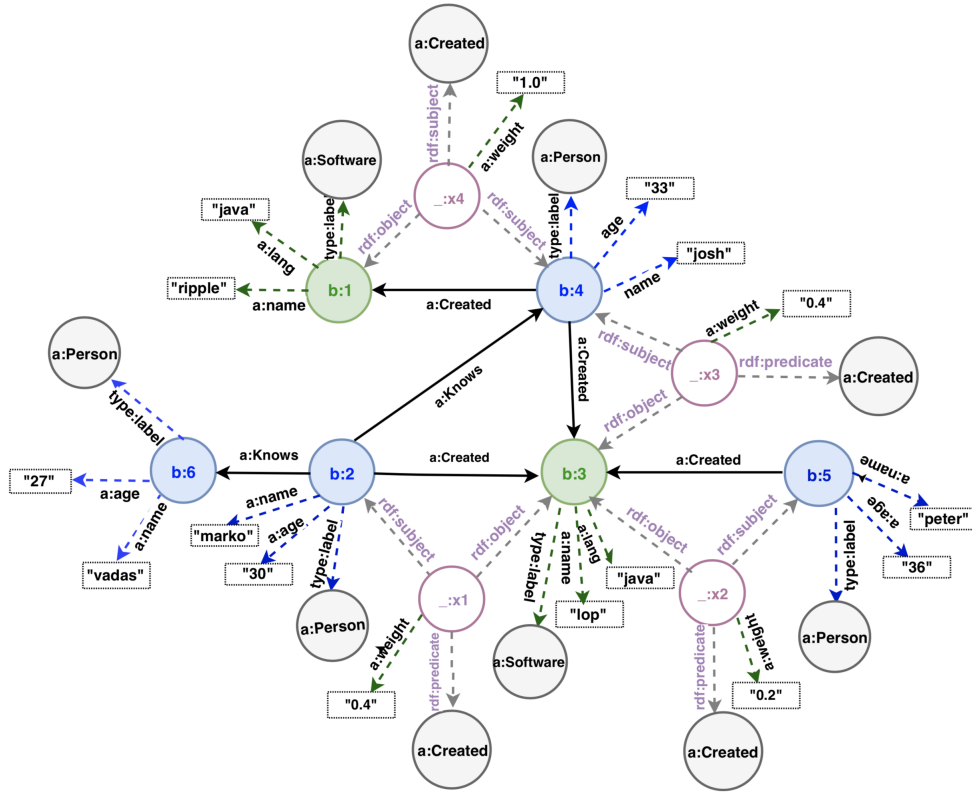 a:Created
"1.0"
rdf:subject
a:weight
a:Software
a:Person
_:x4
"33"
"java"
type:label
rdf:object
rdf:subject
type:label
age
"josh"
a:lang
name
"ripple"
a:name
b:1
a:Created
b:4
a:weight
"0.4"
a:Person
rdf:subject
_:x3
rdf:predicate
a:Created
a:Knows
a:Created
rdf:object
type:label
b:6
a:Knows
b:2
a:Created
b:3
a:Created
b:5
a:name
"27"
a:age
a:name
a:name
"marko"
a:age
type:label
"30"
rdf:subject
rdf:object
type:label
a:name
a:lang
rdf:object
rdf:subject
type:label
a:age
"peter"
"36"
"vadas"
"java"
"lop"
_:x1
_:x2
a:Person
a:weight
rdf:predicate
a:Software
rdf:predicate
a:weight
a:Person
"0.4"
"0.2"
a:Created
a:Created